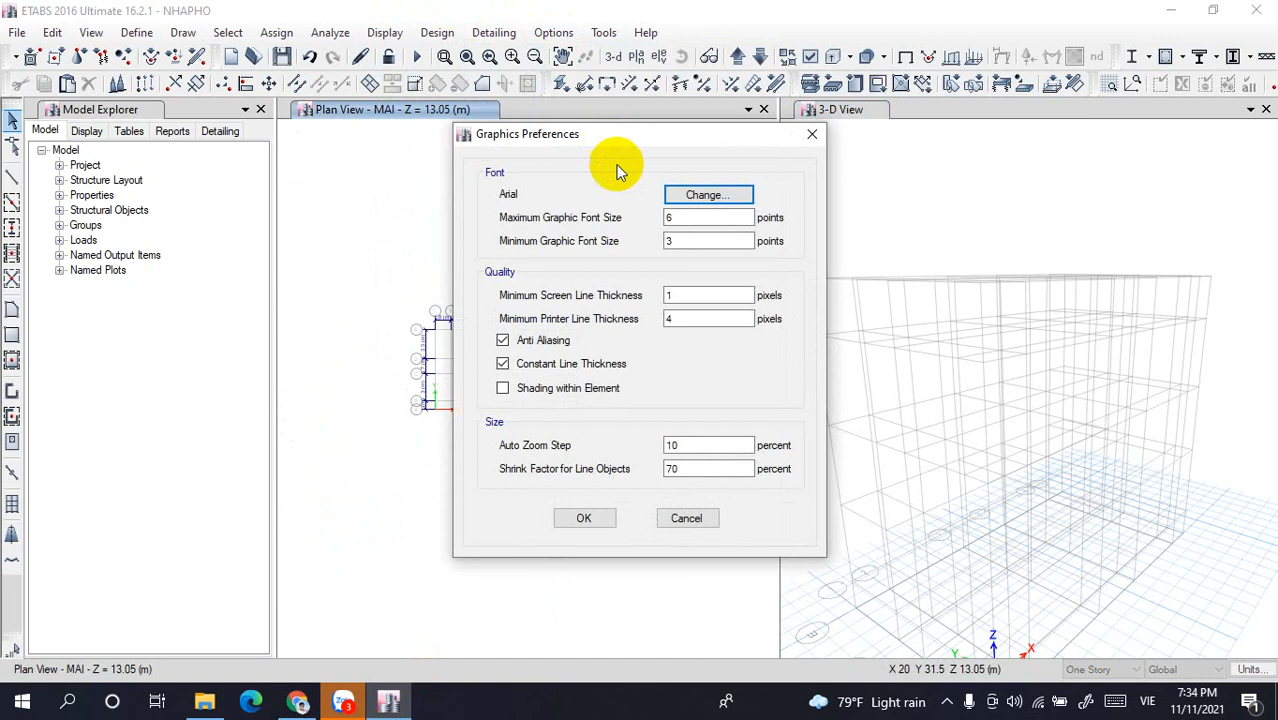 ETABS 2016 Ultimate 16.2.1 - NHAPHO
File Edit View Define Draw Select Assign Analyze Display Design Detailing Options Tools Help
Model Explorer
Plan View - MAI - Z = 13.05 (m)
3-D View
Model Display Tables Reports Detailing
Model
Project
Structure Layout
Properties
Structural Objects
Groups
Loads
Named Output Items
Named Plots
Graphics Preferences
Font
Arial Change...
Maximum Graphic Font Size 6 points
Minimum Graphic Font Size 3 points
Quality
Minimum Screen Line Thickness 1 pixels
Minimum Printer Line Thickness 4 pixels
Anti Aliasing
Constant Line Thickness
Shading within Element
Size
Auto Zoom Step 10 percent
Shrink Factor for Line Objects 70 percent
OK Cancel
Z
Y X
Plan View - MAI - Z = 13.05 (m)
X 20 Y 31.5 Z 13.05 (m) One Story Global Units...
79°F Light rain VIE 7:34 PM
11/11/2021